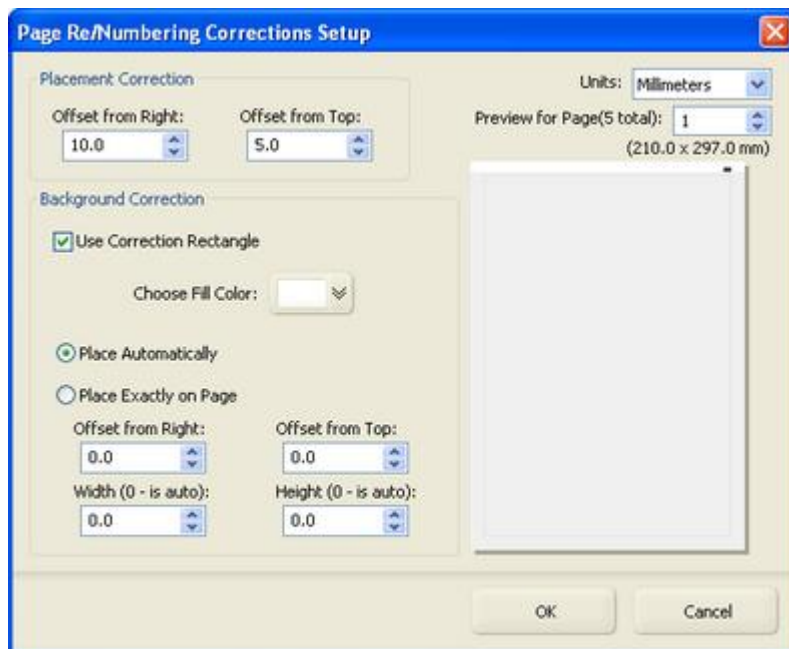 Page Re/Numbering Corrections Setup
Placement Correction
Offset from Right: Offset from Top:
10.0 5.0
Units: Millimeters
Preview for Page(5 total): 1
(210.0 x 297.0 mm)
Background Correction
Use Correction Rectangle
Choose Fill Color:
Place Automatically
Place Exactly on Page
Offset from Right: Offset from Top:
0.0 0.0
Width (0 - is auto): Height (0 - is auto):
0.0 0.0
OK Cancel